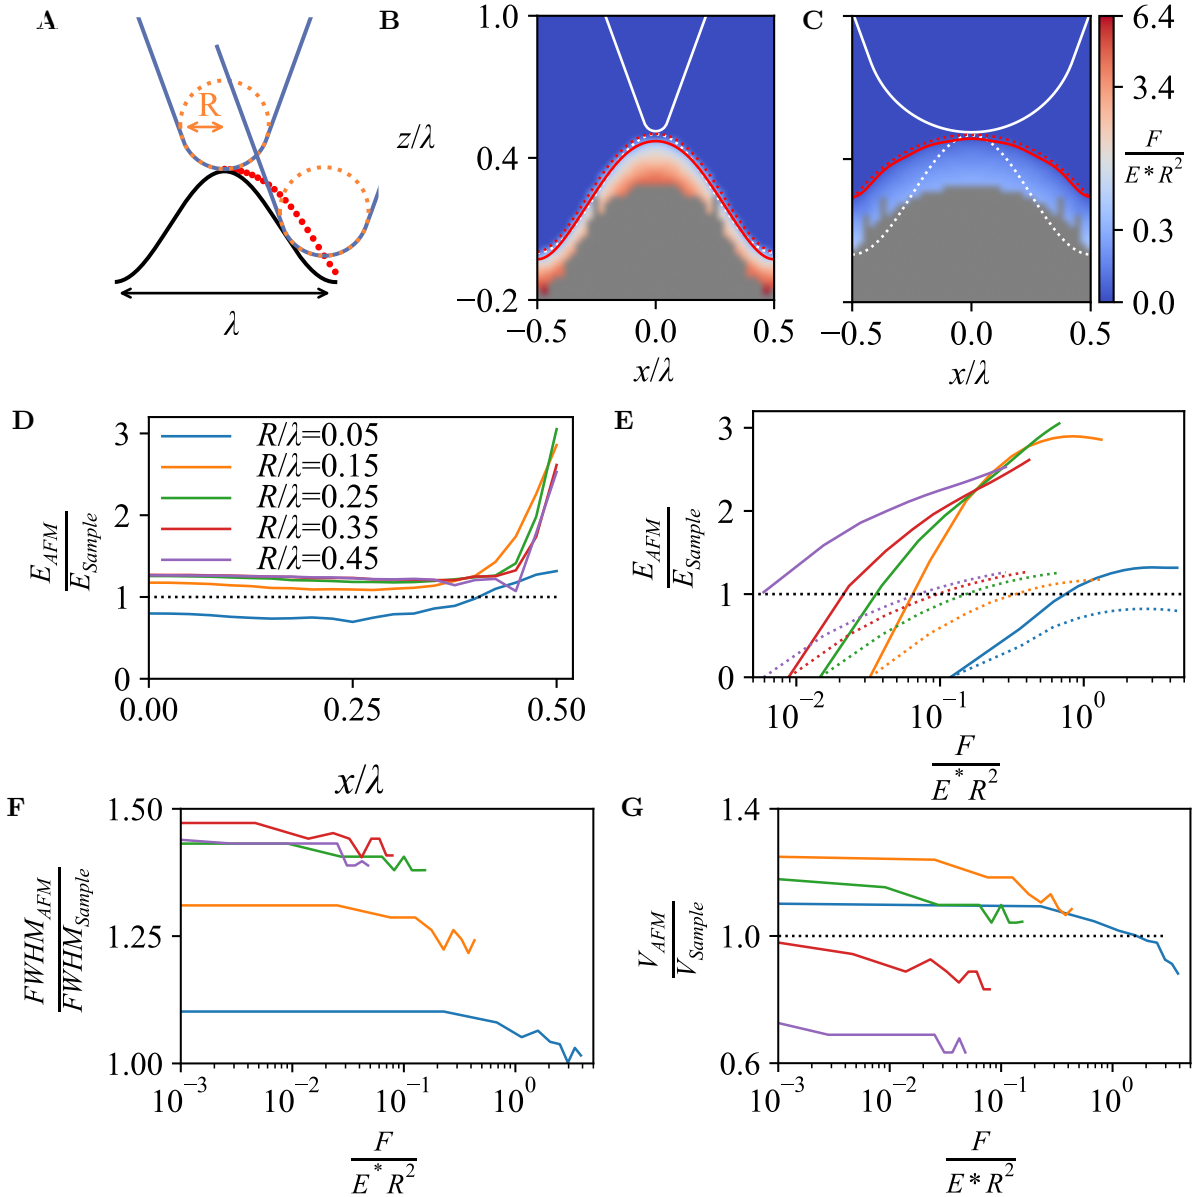 A
R
λ
B
1.0
z/λ
0.4
−0.2
−0.5 0.0 0.5
x/λ
C
−0.5 0.0 0.5
x/λ
6.4
3.4
0.3
0.0
F
E*R²
D
3
2
1
0
E_AFM
E_Sample
R/λ=0.05
R/λ=0.15
R/λ=0.25
R/λ=0.35
R/λ=0.45
0.00 0.25 0.50
x/λ
E
3
2
1
0
E_AFM
E_Sample
10⁻² 10⁻¹ 10⁰
F
E* R²
F
1.50
1.25
1.00
FWHM_AFM
FWHM_Sample
10⁻³ 10⁻² 10⁻¹ 10⁰
F
E* R²
G
1.4
1.0
0.6
V_AFM
V_Sample
10⁻³ 10⁻² 10⁻¹ 10⁰
F
E*R²